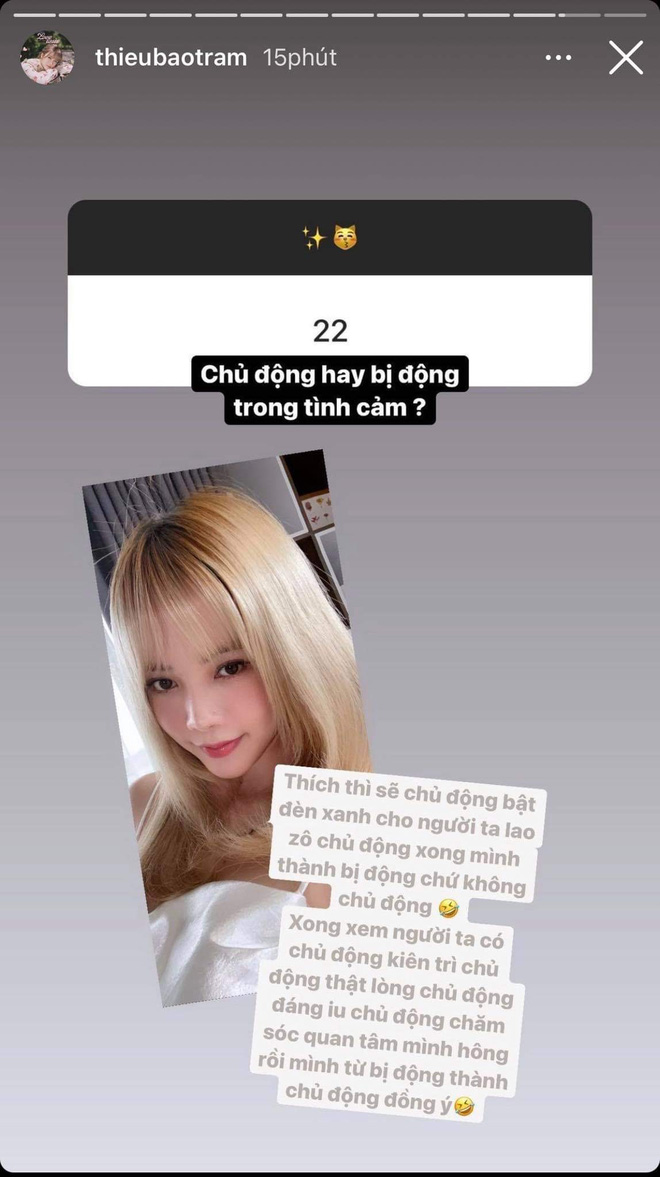 thieubaotram 15phút
22
Chủ động hay bị động
trong tình cảm ?
Thích thì sẽ chủ động bật
đèn xanh cho người ta lao
zô chủ động xong mình
thành bị động chứ không
chủ động 🤣
Xong xem người ta có
chủ động kiên trì chủ
động thật lòng chủ động
đáng iu chủ động chăm
sóc quan tâm mình hông
rồi mình từ bị động thành
chủ động đồng ý🤣